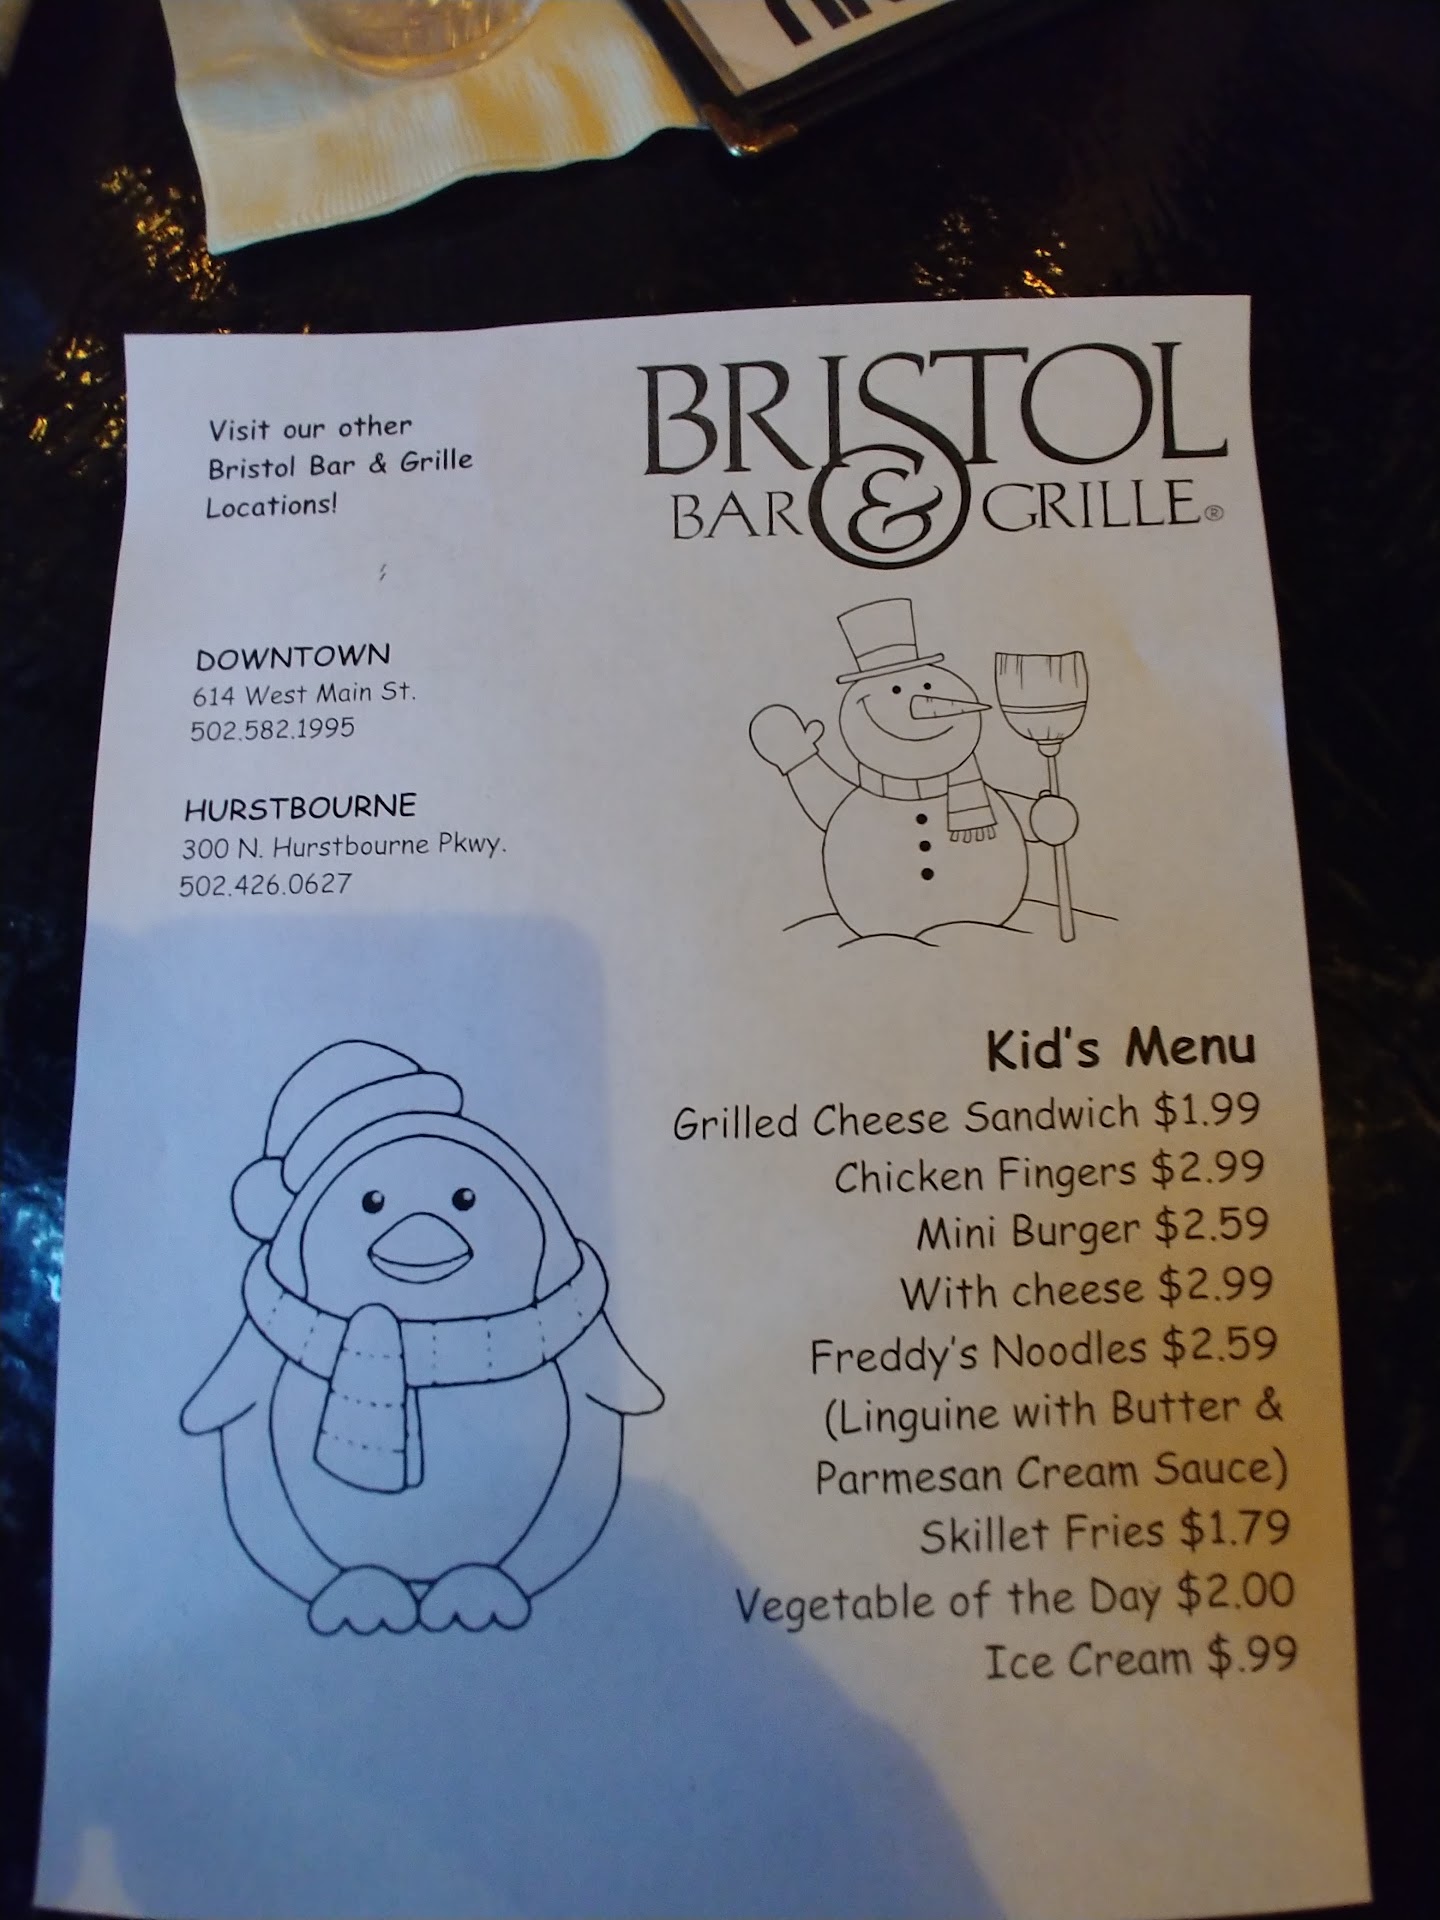 Visit our other
Bristol Bar & Grille
Locations!
BRISTOL
BAR & GRILLE®
DOWNTOWN
614 West Main St.
502.582.1995
HURSTBOURNE
300 N. Hurstbourne Pkwy.
502.426.0627
Kid's Menu
Grilled Cheese Sandwich $1.99
Chicken Fingers $2.99
Mini Burger $2.59
With cheese $2.99
Freddy's Noodles $2.59
(Linguine with Butter &
Parmesan Cream Sauce)
Skillet Fries $1.79
Vegetable of the Day $2.00
Ice Cream $.99